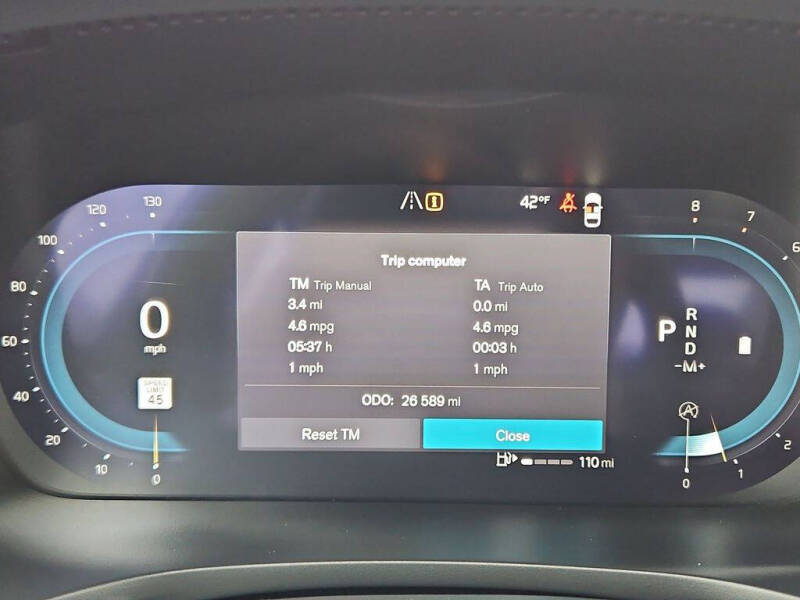 42°F
130
120
100
80
60
40
20
10
0
0
mph
SPEED
LIMIT
45
Trip computer
TM Trip Manual
3.4 mi
4.6 mpg
05:37 h
1 mph
TA Trip Auto
0.0 mi
4.6 mpg
00:03 h
1 mph
ODO: 26 589 mi
Reset TM
Close
110 mi
P
R
N
D
-M+
A
8
7
6
2
1
0